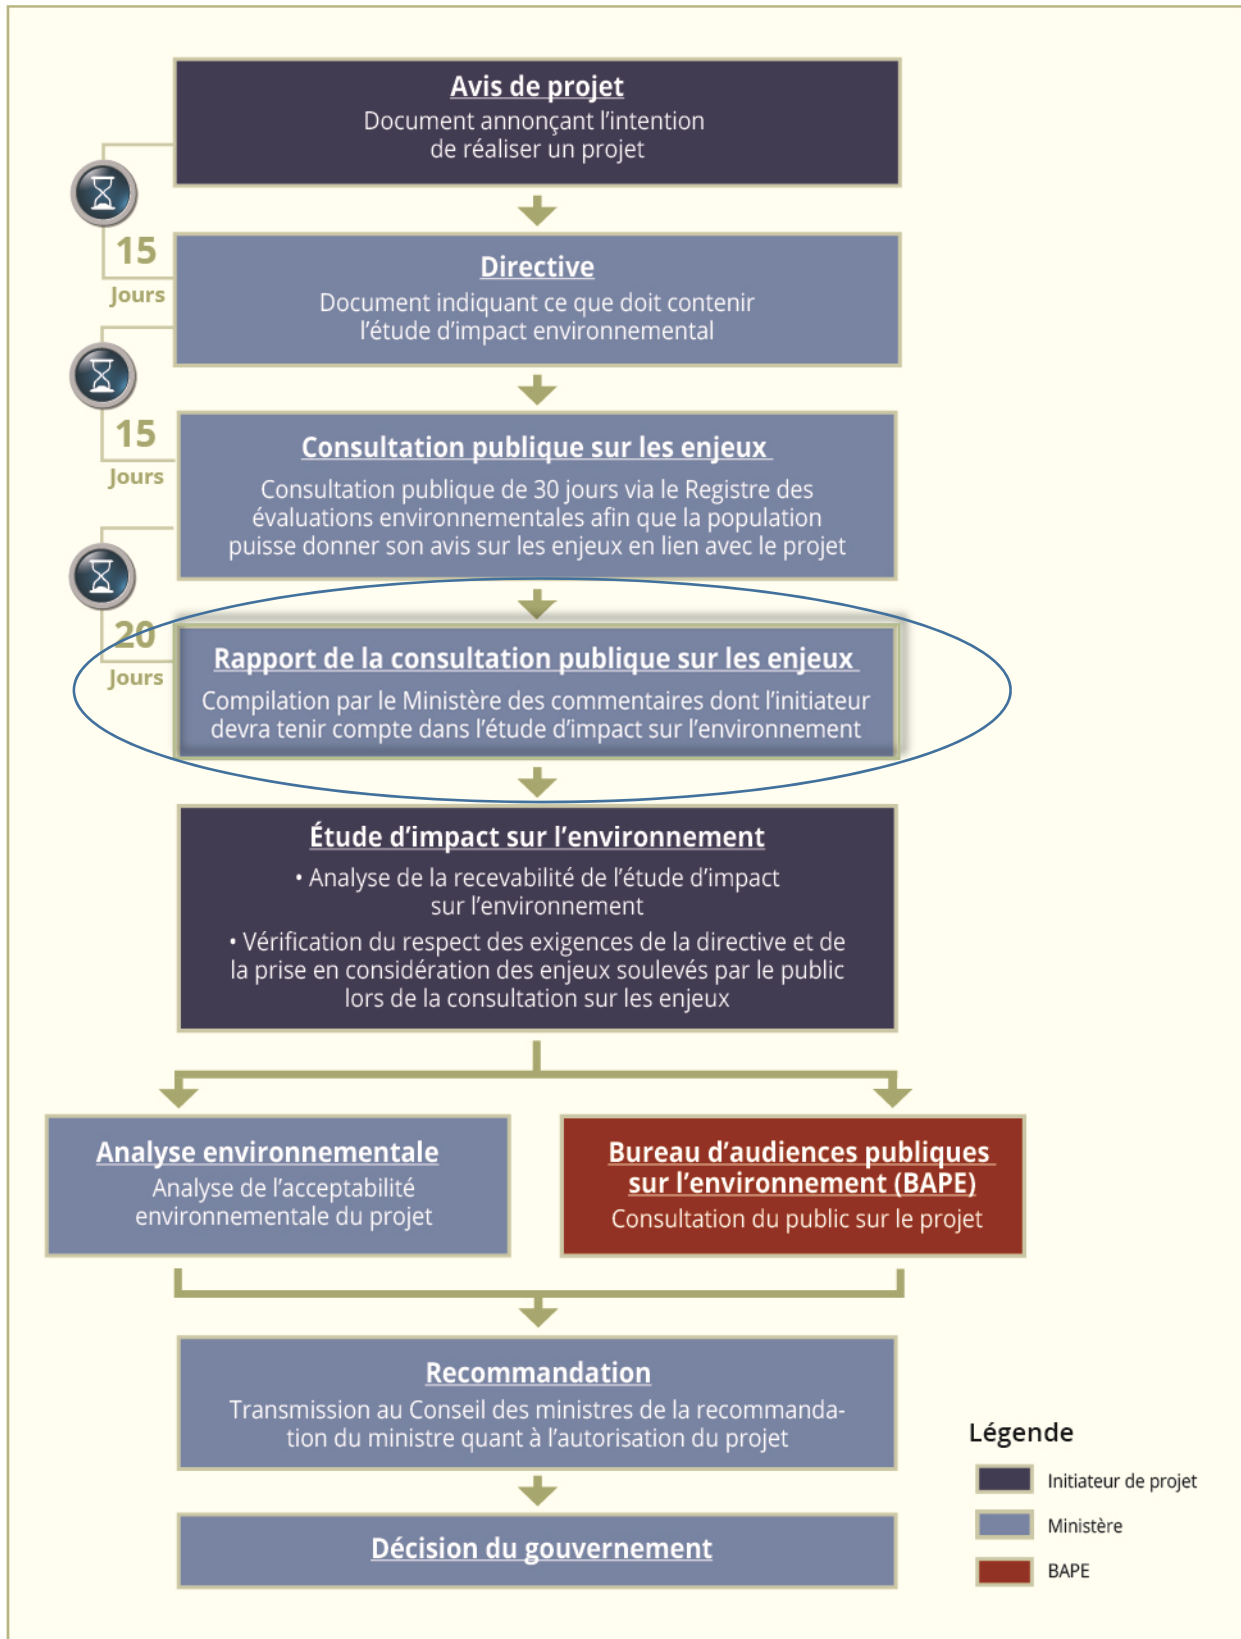 Avis de projet
Document annonçant l'intention
de réaliser un projet
15
Jours
Directive
Document indiquant ce que doit contenir
l'étude d'impact environnemental
15
Jours
Consultation publique sur les enjeux
Consultation publique de 30 jours via le Registre des
évaluations environnementales afin que la population
puisse donner son avis sur les enjeux en lien avec le projet
20
Jours
Rapport de la consultation publique sur les enjeux
Compilation par le Ministère des commentaires dont l'initiateur
devra tenir compte dans l'étude d'impact sur l'environnement
Étude d'impact sur l'environnement
• Analyse de la recevabilité de l'étude d'impact
sur l'environnement
• Vérification du respect des exigences de la directive et de
la prise en considération des enjeux soulevés par le public
lors de la consultation sur les enjeux
Analyse environnementale
Analyse de l'acceptabilité
environnementale du projet
Bureau d'audiences publiques
sur l'environnement (BAPE)
Consultation du public sur le projet
Recommandation
Transmission au Conseil des ministres de la recommanda-
tion du ministre quant à l'autorisation du projet
Décision du gouvernement
Légende
Initiateur de projet
Ministère
BAPE